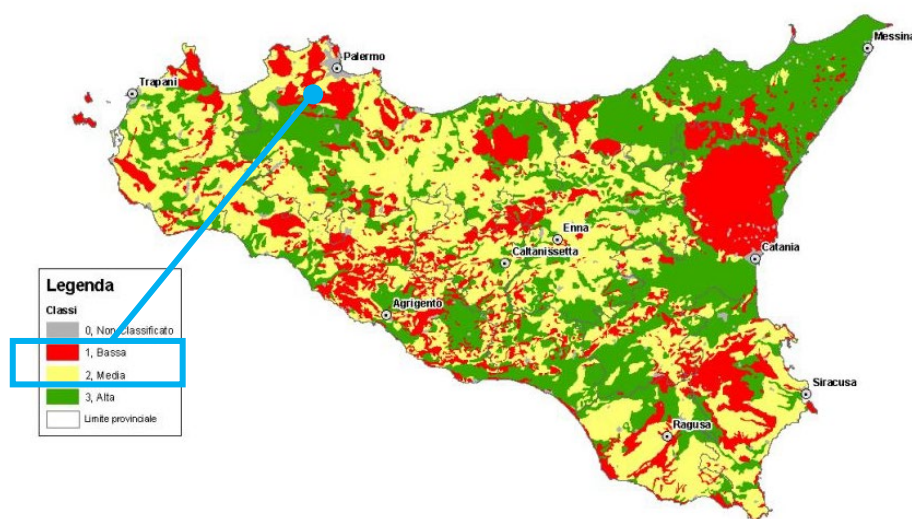 Messina
Palermo
Trapani
Enna
Catania
Caltanissetta
Agrigento
Siracusa
Ragusa
Legenda
Classi
0, Non Classificato
1, Bassa
2, Media
3, Alta
Limite provinciale